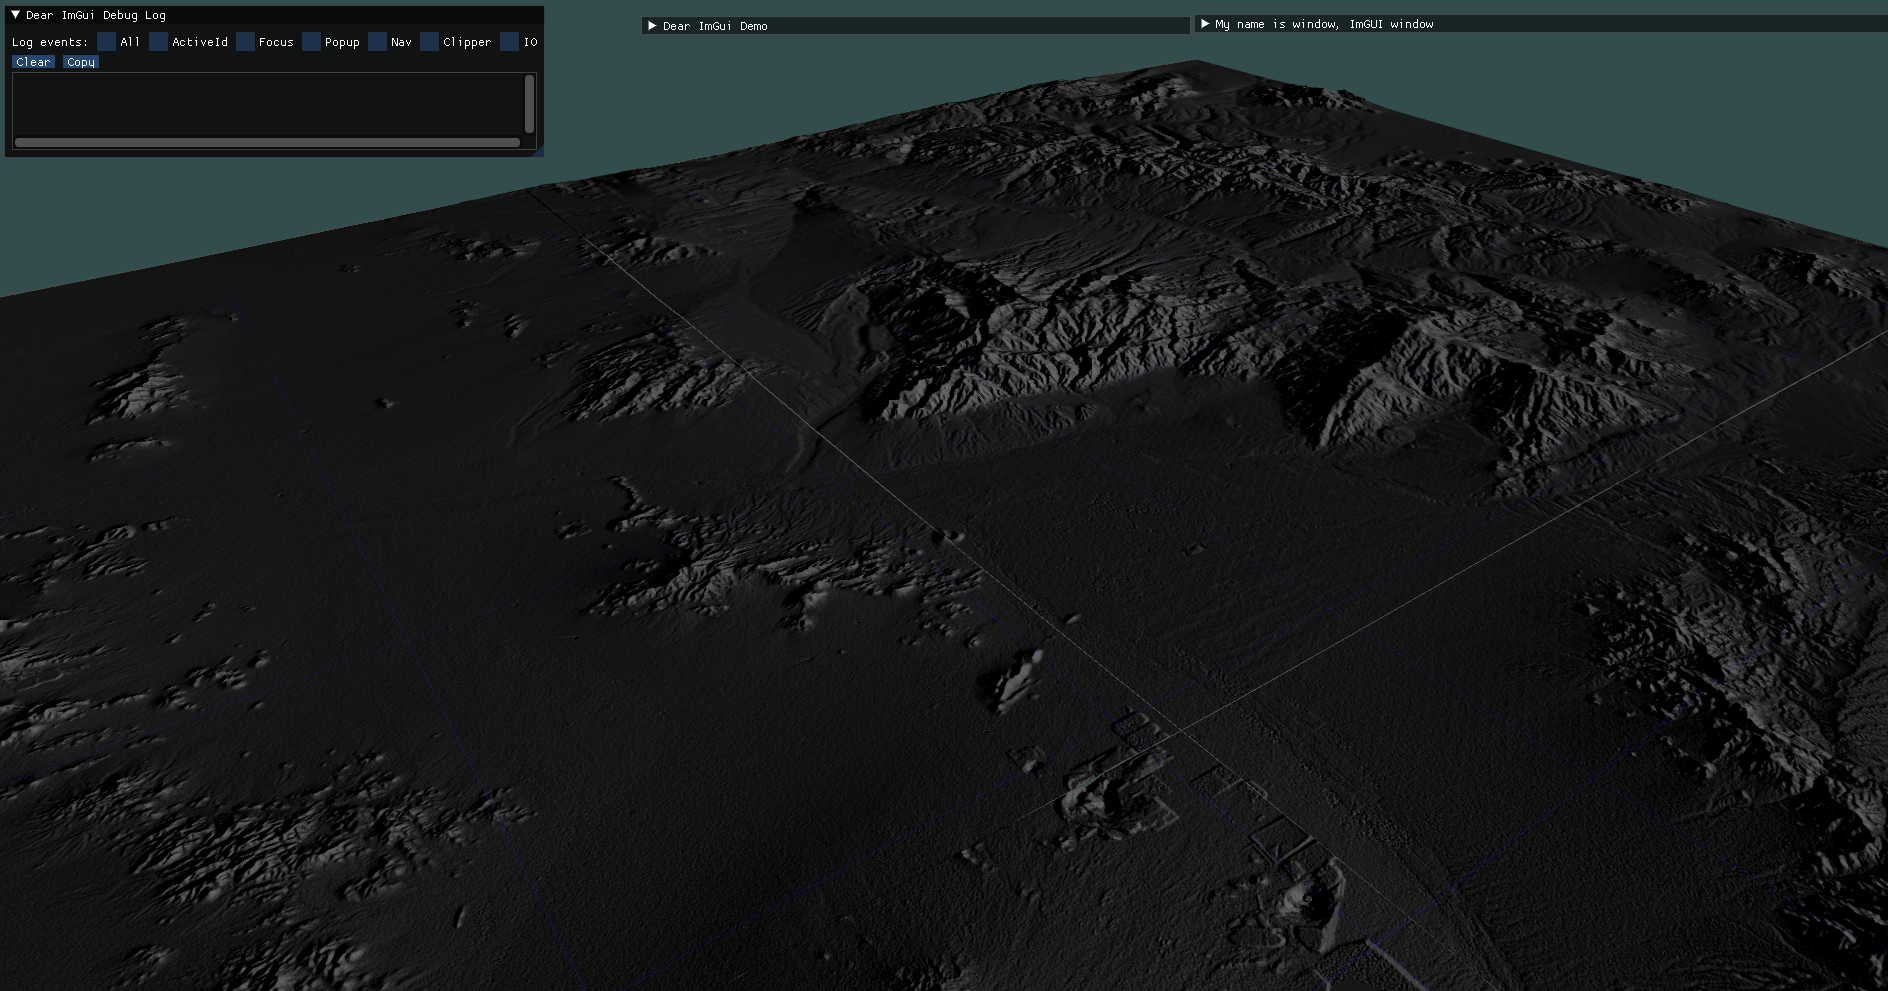 Dear ImGui Debug Log
Log events: All ActiveId Focus Popup Nav Clipper IO
Clear Copy
Dear ImGui Demo
My name is window, ImGUI window